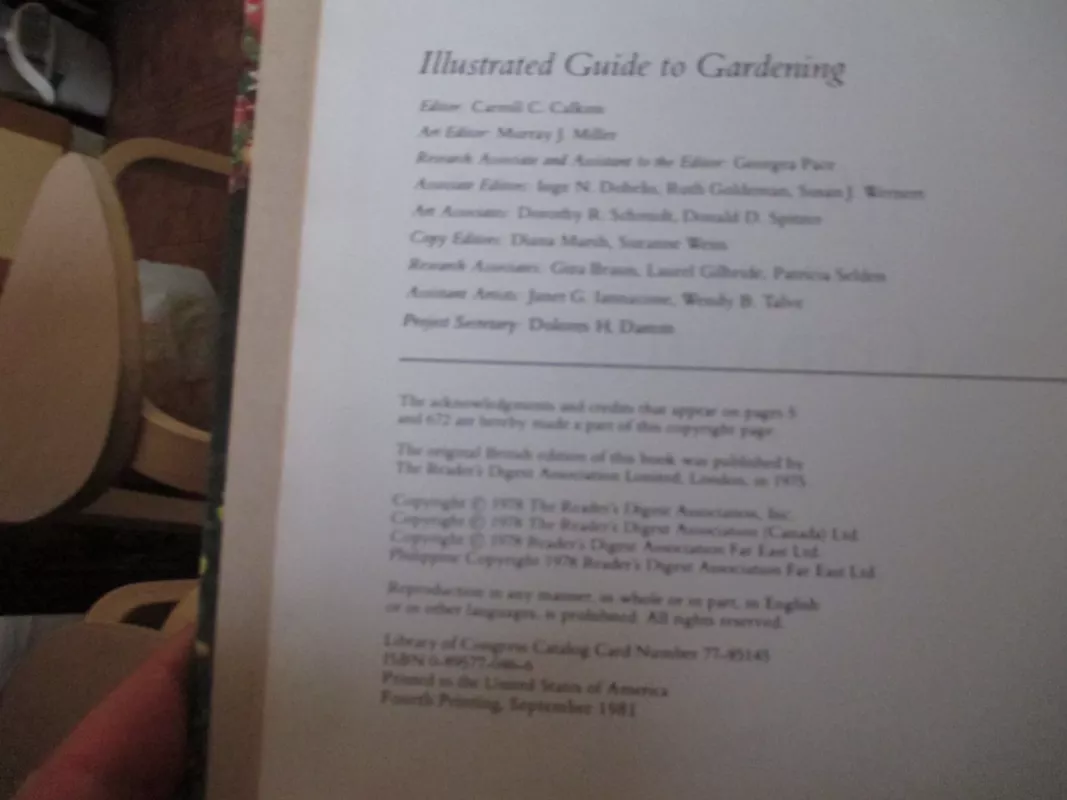 Illustrated Guide to Gardening
Editor: Carroll C. Calkins
Art Editor: Murray J. Miller
Research Associate and Assistant to the Editor: Georgea Pace
Associate Editors: Inge N. Dobelis, Ruth Goldeman, Susan J.
Art Associates: Dorothy R. Schmidt, Donald D. Spitzer
Copy Editors: Diana Marsh, Suzanne Weiss
Research Associates: Gina Braun, Laurel Gilbride, Patricia Selden
Assistant Artists: Janet G. Iannacone, Wendy B.
Project Secretary: Dolores H. Damm
The acknowledgments and credits that appear on pages 5
and 672 are hereby made a part of this copyright page.
The original British edition of this book was published by
The Reader's Digest Association Limited, London, in 1975
Copyright © 1978 The Reader's Digest Association, Inc.
Copyright © 1978 The Reader's Digest Association (Canada) Ltd.
Copyright © 1978 Reader's Digest Association Far East Ltd.
Philippine Copyright 1978 Reader's Digest Association Far East Ltd.
Reproduction in any manner, in whole or in part, in English
or in other languages, is prohibited. All rights reserved.
Library of Congress Catalog Card Number 77-85145
ISBN 0-89577-046-6
Printed in the United States of America
Fourth Printing, September 1981